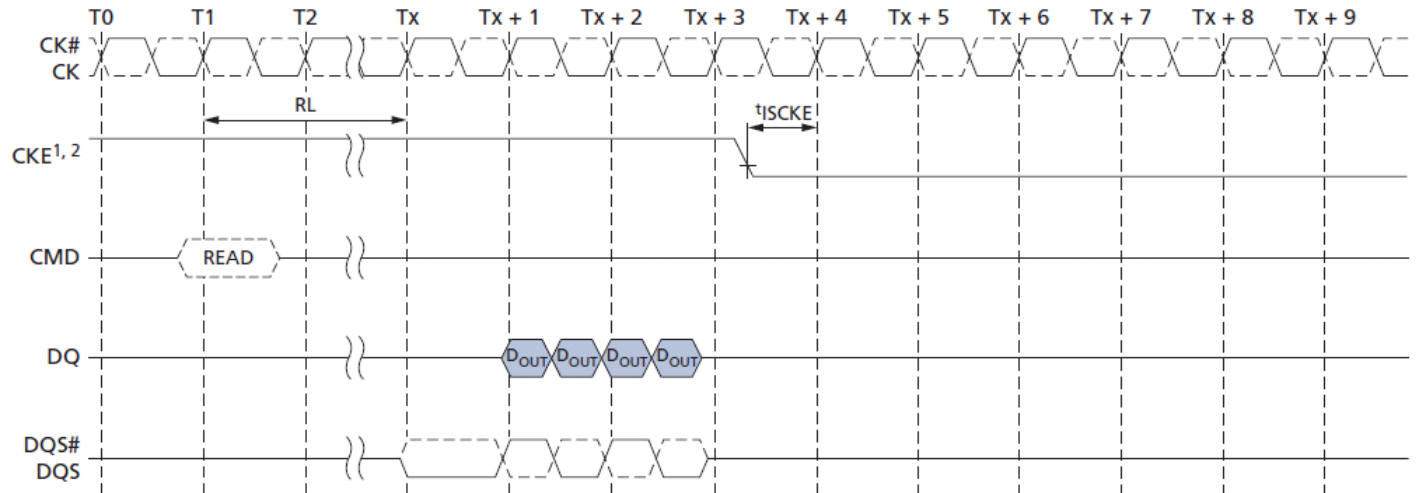 T0 T1 T2 Tx Tx + 1 Tx + 2 Tx + 3 Tx + 4 Tx + 5 Tx + 6 Tx + 7 Tx + 8 Tx + 9
CK#
CK
RL
tISCKE
CKE1, 2
CMD READ
DQ DOUT DOUT DOUT DOUT
DQS#
DQS